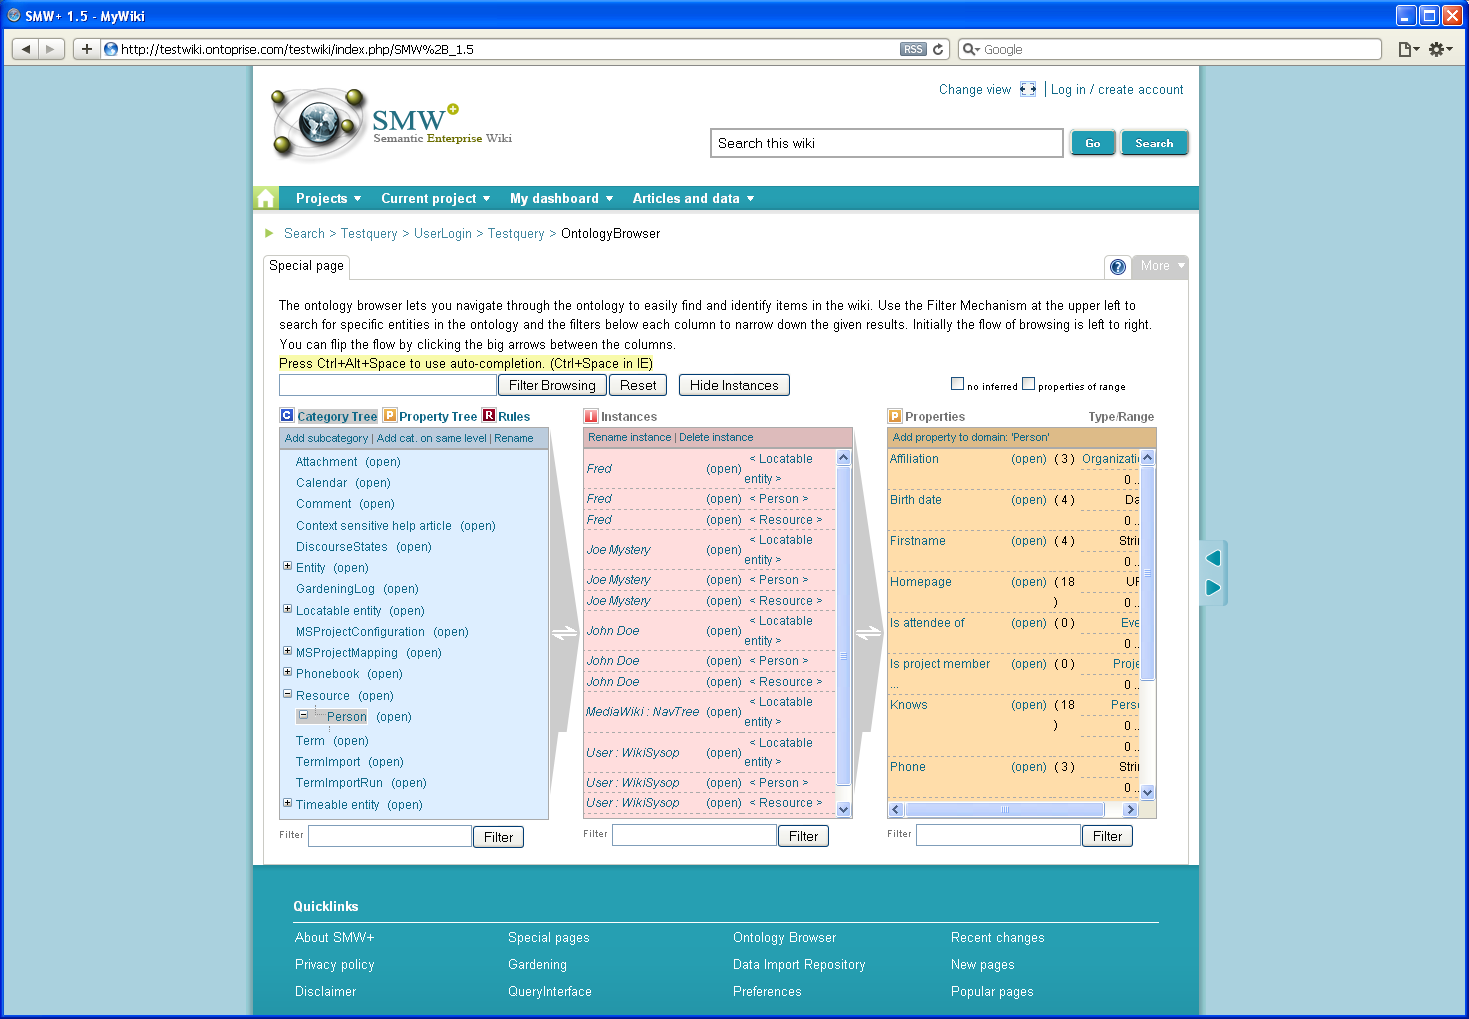 SMW+ 1.5 - MyWiki
http://testwiki.ontoprise.com/testwiki/index.php/SMW%2B_1.5
RSS
Google
Change view
Log in / create account
SMW+
Semantic Enterprise Wiki
Search this wiki
Go
Search
Projects
Current project
My dashboard
Articles and data
Search > Testquery > UserLogin > Testquery > OntologyBrowser
Special page
?
More
The ontology browser lets you navigate through the ontology to easily find and identify items in the wiki. Use the Filter Mechanism at the upper left to
search for specific entities in the ontology and the filters below each column to narrow down the given results. Initially the flow of browsing is left to right.
You can flip the flow by clicking the big arrows between the columns.
Press Ctrl+Alt+Space to use auto-completion. (Ctrl+Space in IE)
Filter Browsing
Reset
Hide Instances
no inferred
properties of range
C Category Tree P Property Tree R Rules
Add subcategory | Add cat. on same level | Rename
Attachment (open)
Calendar (open)
Comment (open)
Context sensitive help article (open)
DiscourseStates (open)
Entity (open)
GardeningLog (open)
Locatable entity (open)
MSProjectConfiguration (open)
MSProjectMapping (open)
Phonebook (open)
Resource (open)
Person (open)
Term (open)
TermImport (open)
TermImportRun (open)
Timeable entity (open)
Filter
Filter
I Instances
Rename instance | Delete instance
Fred (open) < Locatable
entity >
Fred (open) < Person >
Fred (open) < Resource >
Joe Mystery (open) < Locatable
entity >
Joe Mystery (open) < Person >
Joe Mystery (open) < Resource >
John Doe (open) < Locatable
entity >
John Doe (open) < Person >
John Doe (open) < Resource >
MediaWiki : NavTree (open) < Locatable
entity >
User : WikiSysop (open) < Locatable
entity >
User : WikiSysop (open) < Person >
User : WikiSysop (open) < Resource >
Filter
Filter
P Properties
Type/Range
Add property to domain: 'Person'
Affiliation (open) ( 3 ) Organizati
0 ..
Birth date (open) ( 4 ) Da
0 ..
Firstname (open) ( 4 ) Stri
0 ..
Homepage (open) ( 18 UR
) 0 ..
Is attendee of (open) ( 0 ) Eve
0 ..
Is project member (open) ( 0 ) Proje
... 0 ..
Knows (open) ( 18 Pers
) 0 ..
0 ..
Phone (open) ( 3 ) Stri
0 ..
Filter
Filter
Quicklinks
About SMW+
Special pages
Ontology Browser
Recent changes
Privacy policy
Gardening
Data Import Repository
New pages
Disclaimer
QueryInterface
Preferences
Popular pages